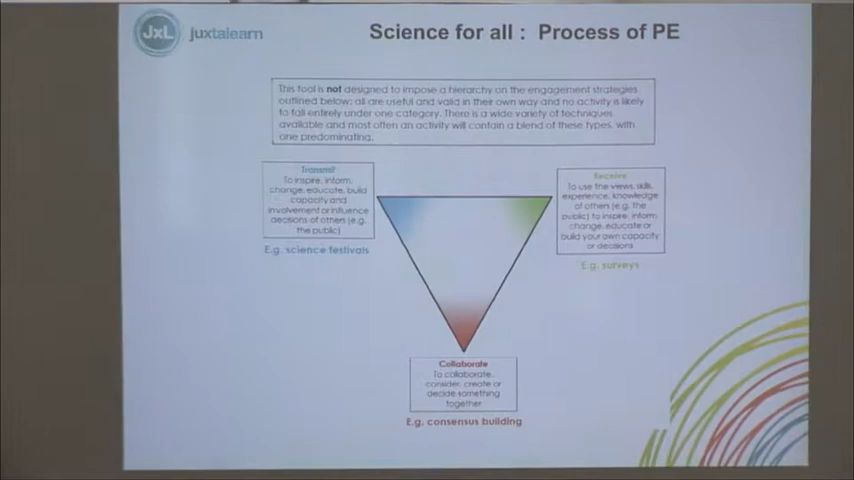 JxL juxtalearn
Science for all : Process of PE
This tool is not designed to impose a hierarchy on the engagement strategies
outlined below; all are useful and valid in their own way and no activity is likely
to fall entirely under one category. There is a wide variety of techniques
available and most often an activity will contain a blend of these types, with
one predominating.
Transmit
To inspire, inform,
change, educate, build
capacity and
involvement or influence
decisions of others (e.g.
the public)
E.g. science festivals
Receive
To use the views, skills,
experience, knowledge
of others (e.g. the
public) to inspire, inform
change, educate or
build your own capacity
or decisions
E.g. surveys
Collaborate
To collaborate,
consider, create or
decide something
together
E.g. consensus building